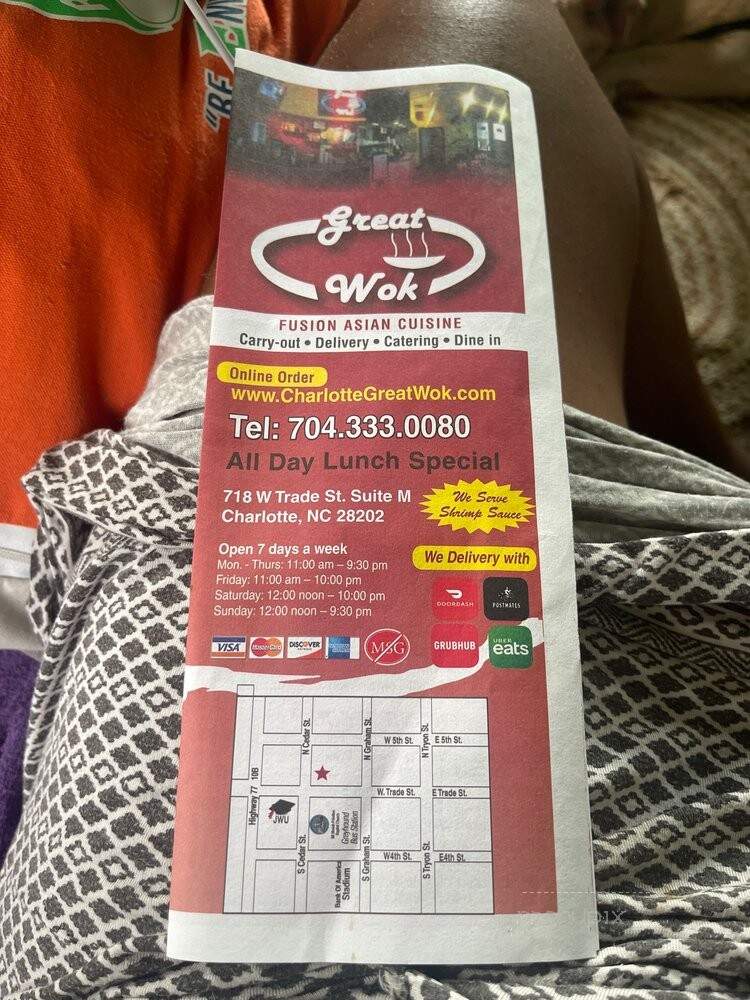 "BE
Great
Wok
FUSION ASIAN CUISINE
Carry-out • Delivery • Catering • Dine in
Online Order
www.CharlotteGreatWok.com
Tel: 704.333.0080
All Day Lunch Special
718 W Trade St. Suite M
Charlotte, NC 28202
We Serve
Shrimp Sauce
Open 7 days a week
Mon. - Thurs: 11:00 am – 9:30 pm
Friday: 11:00 am – 10:00 pm
Saturday: 12:00 noon – 10:00 pm
Sunday: 12:00 noon – 9:30 pm
We Delivery with
DOORDASH
POSTMATES
VISA
MasterCard
DISCOVER
MSG
GRUBHUB
UBER
eats
N Cedar St.
N Graham St.
N Tryon St.
W 5th St.
E 5th St.
Highway 77
10B
W. Trade St.
E Trade St.
JWU
Greyhound
Bus Station
S Cedar St.
S Graham St.
S Tryon St.
W4th St.
E4th St.
Bank Of America
Stadium